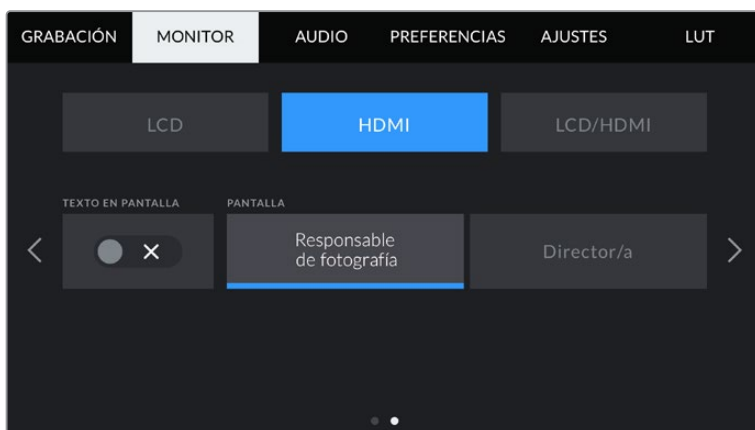 GRABACIÓN MONITOR AUDIO PREFERENCIAS AJUSTES LUT
LCD HDMI LCD/HDMI
TEXTO EN PANTALLA PANTALLA
Responsable
de fotografía
Director/a